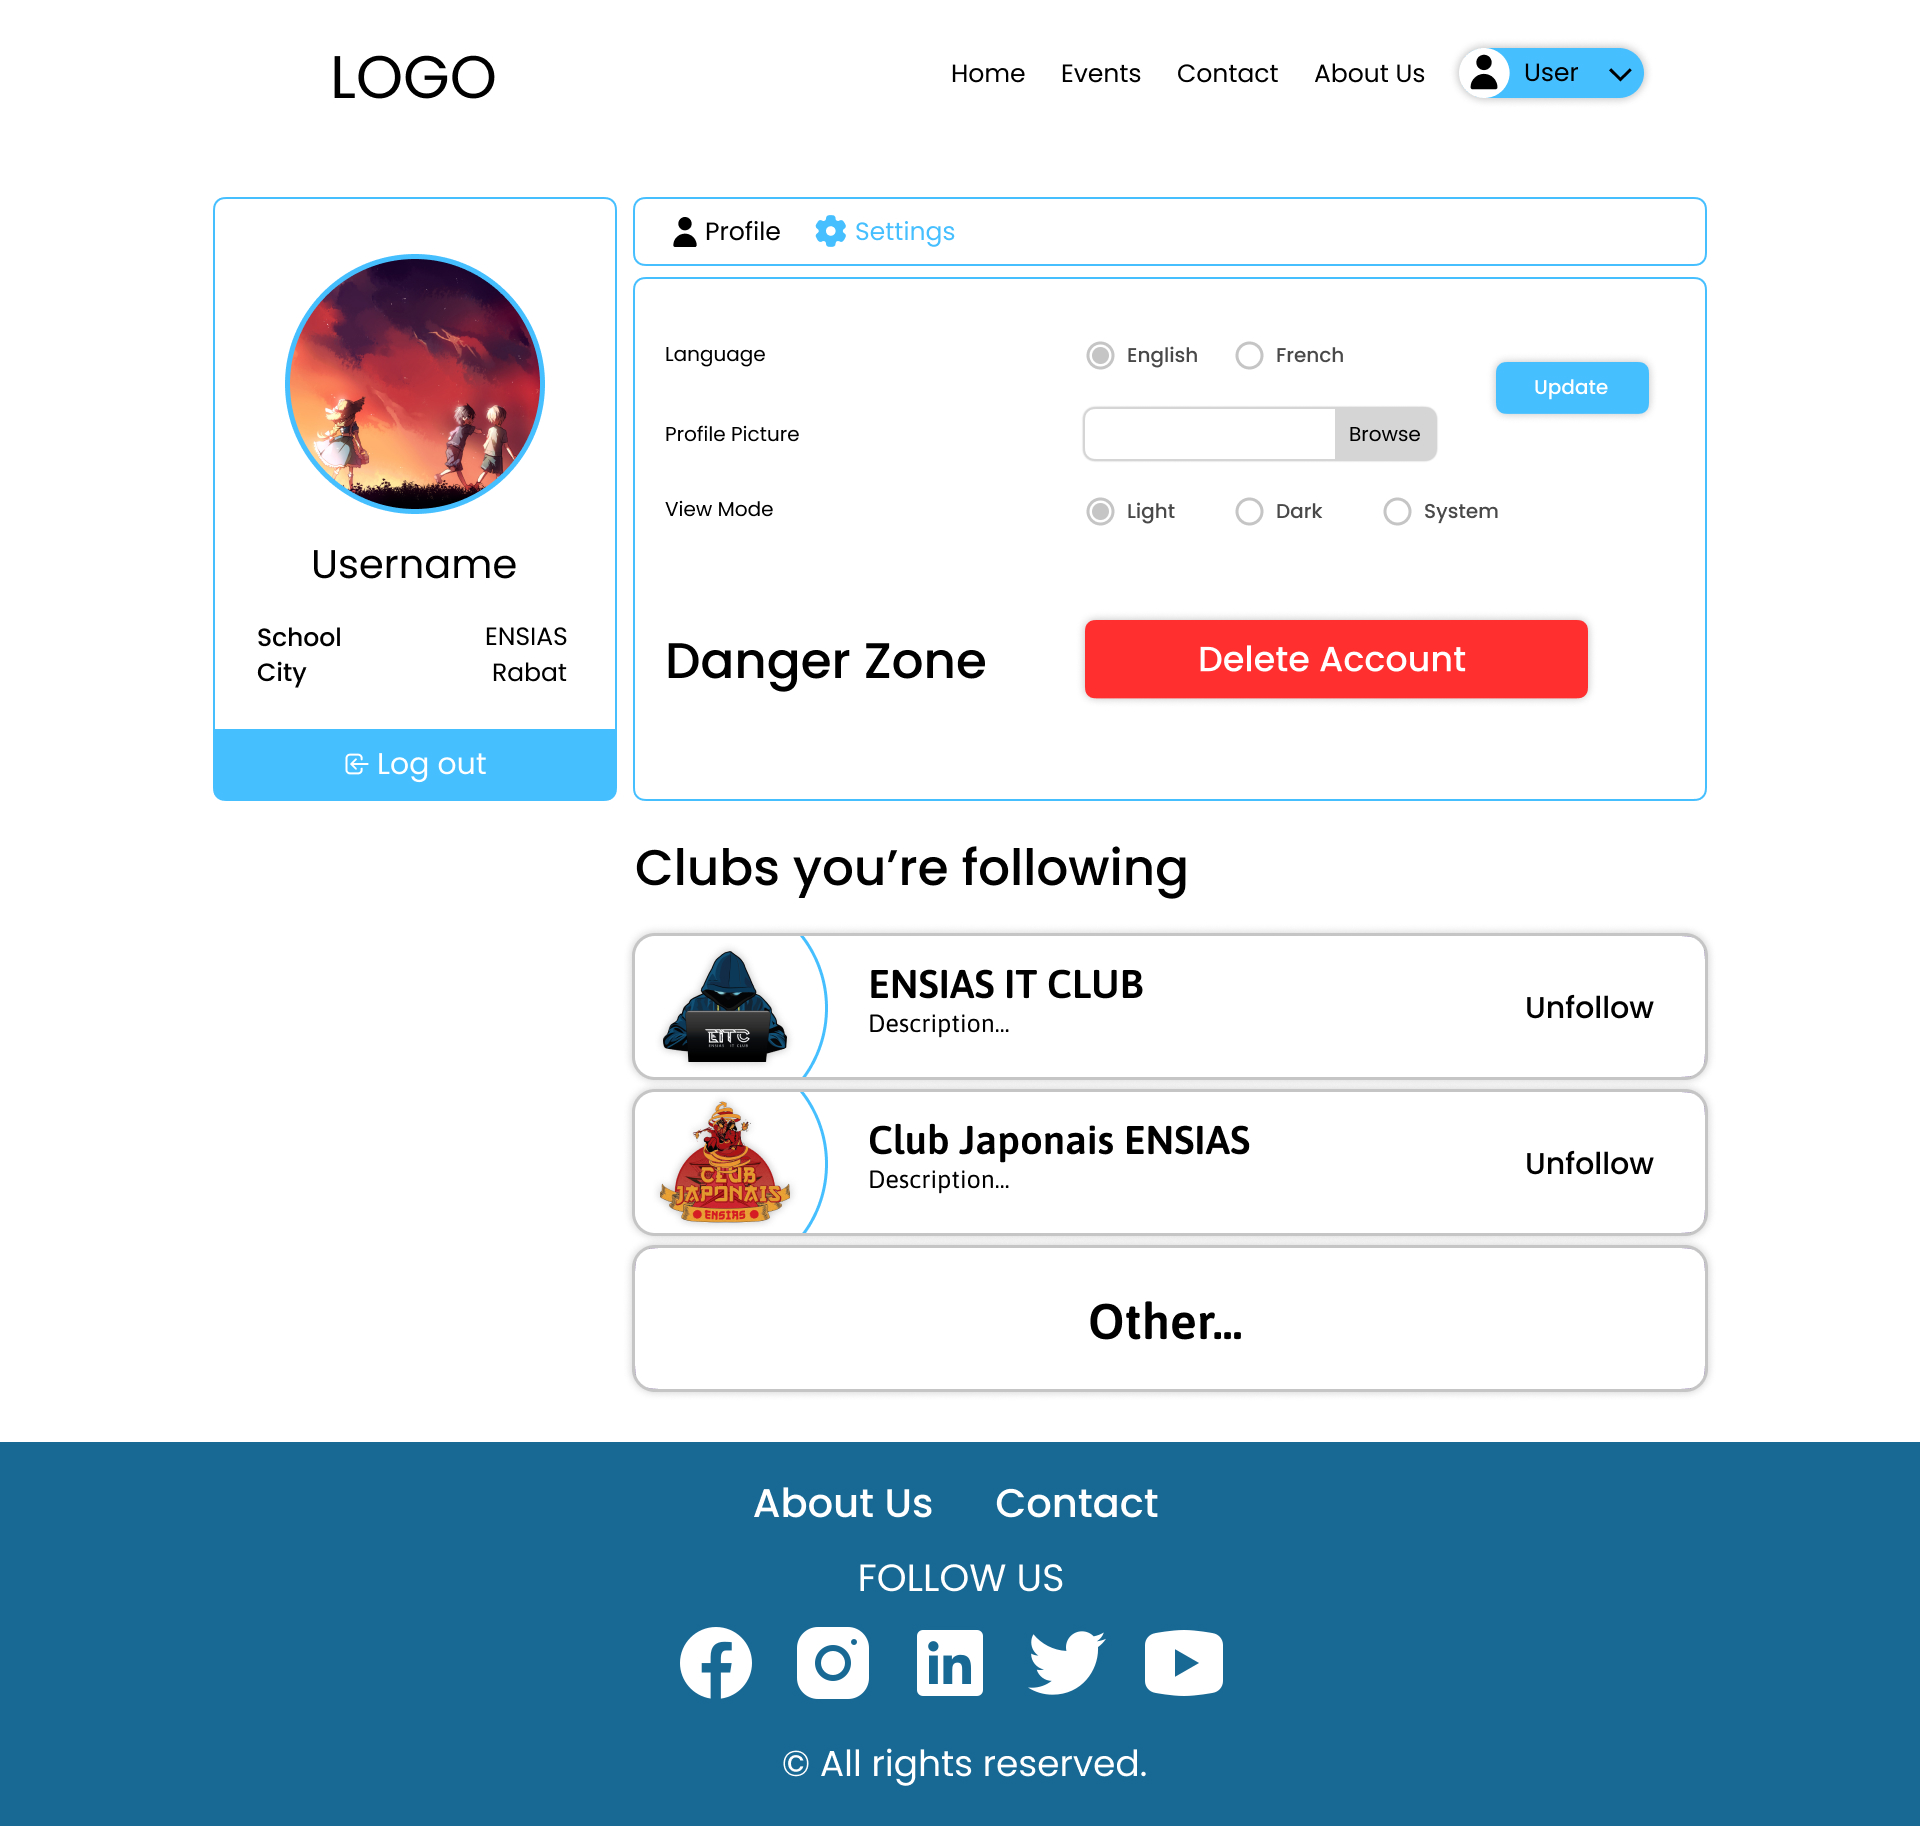 LOGO
Home Events Contact About Us User
Profile Settings
Language English French
Update
Profile Picture Browse
View Mode Light Dark System
Username
School ENSIAS
City Rabat
Danger Zone Delete Account
Log out
Clubs you’re following
EITC
ENSIAS IT CLUB
ENSIAS IT CLUB
Description...
Unfollow
CLUB
JAPONAIS
ENSIAS
Club Japonais ENSIAS
Description...
Unfollow
Other...
About Us Contact
FOLLOW US
© All rights reserved.